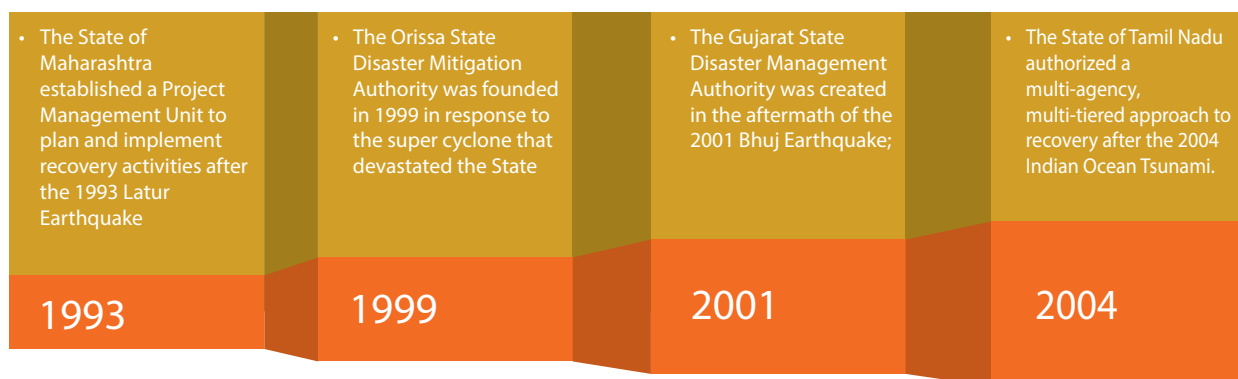 • The State of
Maharashtra
established a Project
Management Unit to
plan and implement
recovery activities after
the 1993 Latur
Earthquake
1993
• The Orissa State
Disaster Mitigation
Authority was founded
in 1999 in response to
the super cyclone that
devastated the State
1999
• The Gujarat State
Disaster Management
Authority was created
in the aftermath of the
2001 Bhuj Earthquake;
2001
• The State of Tamil Nadu
authorized a
multi-agency,
multi-tiered approach to
recovery after the 2004
Indian Ocean Tsunami.
2004